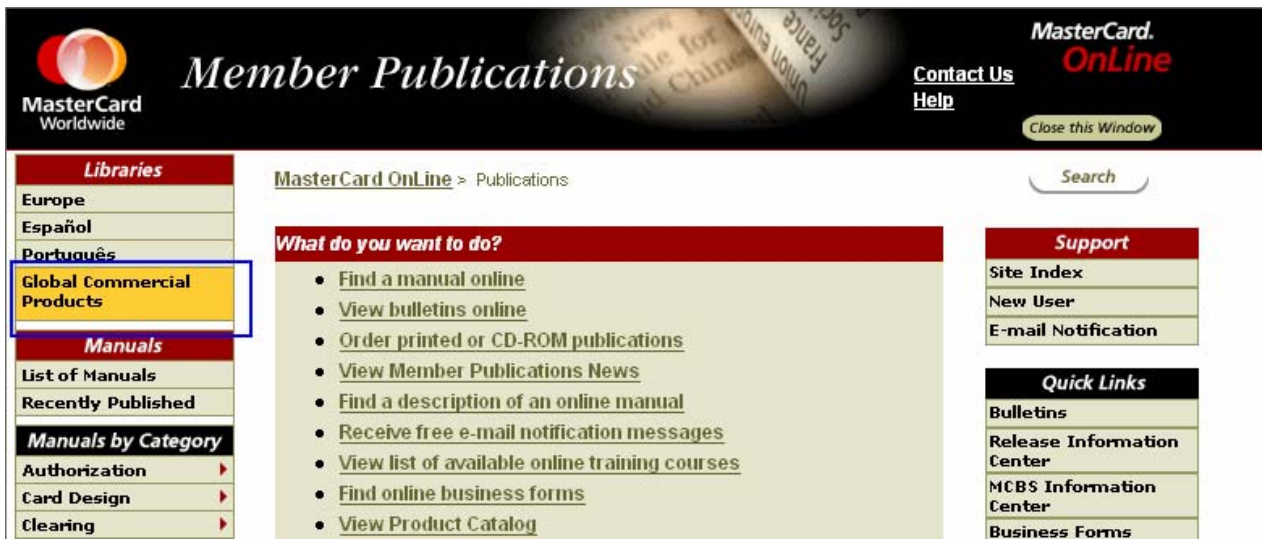 MasterCard
Worldwide
Member Publications
Contact Us
Help
MasterCard.
OnLine
Close this Window
Libraries
Europe
Español
Português
Global Commercial
Products
Manuals
List of Manuals
Recently Published
Manuals by Category
Authorization
Card Design
Clearing
MasterCard OnLine > Publications
What do you want to do?
Find a manual online
View bulletins online
Order printed or CD-ROM publications
View Member Publications News
Find a description of an online manual
Receive free e-mail notification messages
View list of available online training courses
Find online business forms
View Product Catalog
Search
Support
Site Index
New User
E-mail Notification
Quick Links
Bulletins
Release Information
Center
MCBS Information
Center
Business Forms